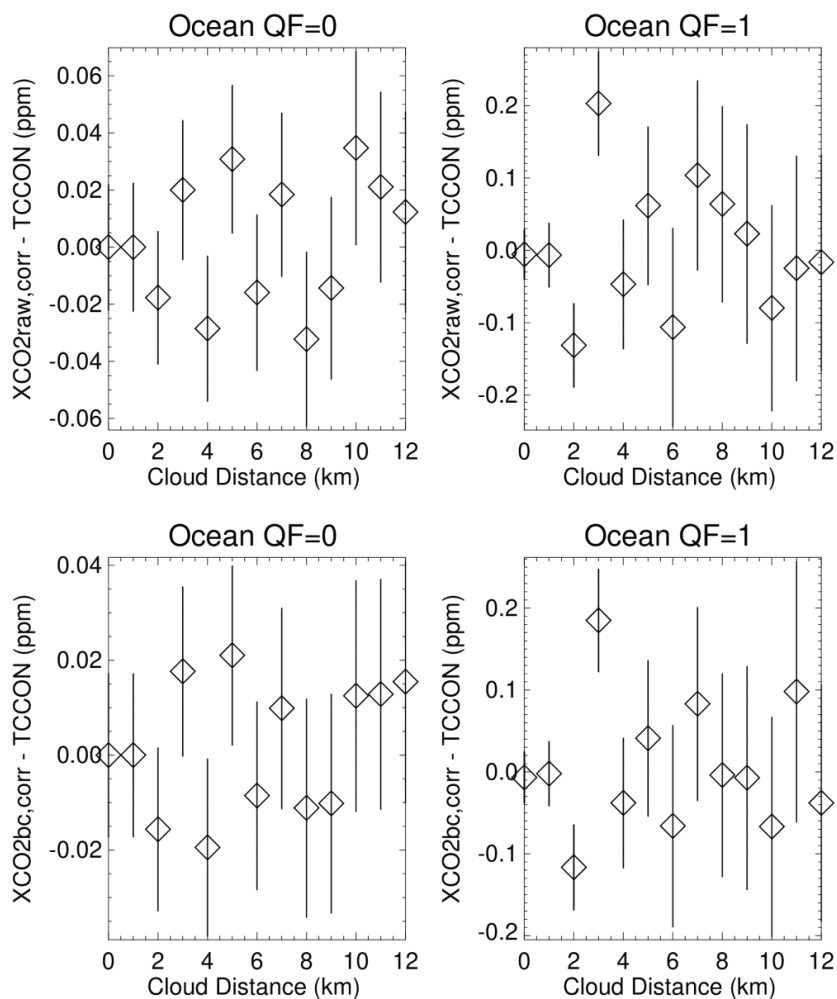 Ocean QF=0
XCO2raw,corr - TCCON (ppm)
0.06
0.04
0.02
0.00
-0.02
-0.04
-0.06
0 2 4 6 8 10 12
Cloud Distance (km)
Ocean QF=1
XCO2raw,corr - TCCON (ppm)
0.2
0.1
0.0
-0.1
-0.2
0 2 4 6 8 10 12
Cloud Distance (km)
Ocean QF=0
XCO2bc,corr - TCCON (ppm)
0.04
0.02
0.00
-0.02
0 2 4 6 8 10 12
Cloud Distance (km)
Ocean QF=1
XCO2bc,corr - TCCON (ppm)
0.2
0.1
0.0
-0.1
-0.2
0 2 4 6 8 10 12
Cloud Distance (km)